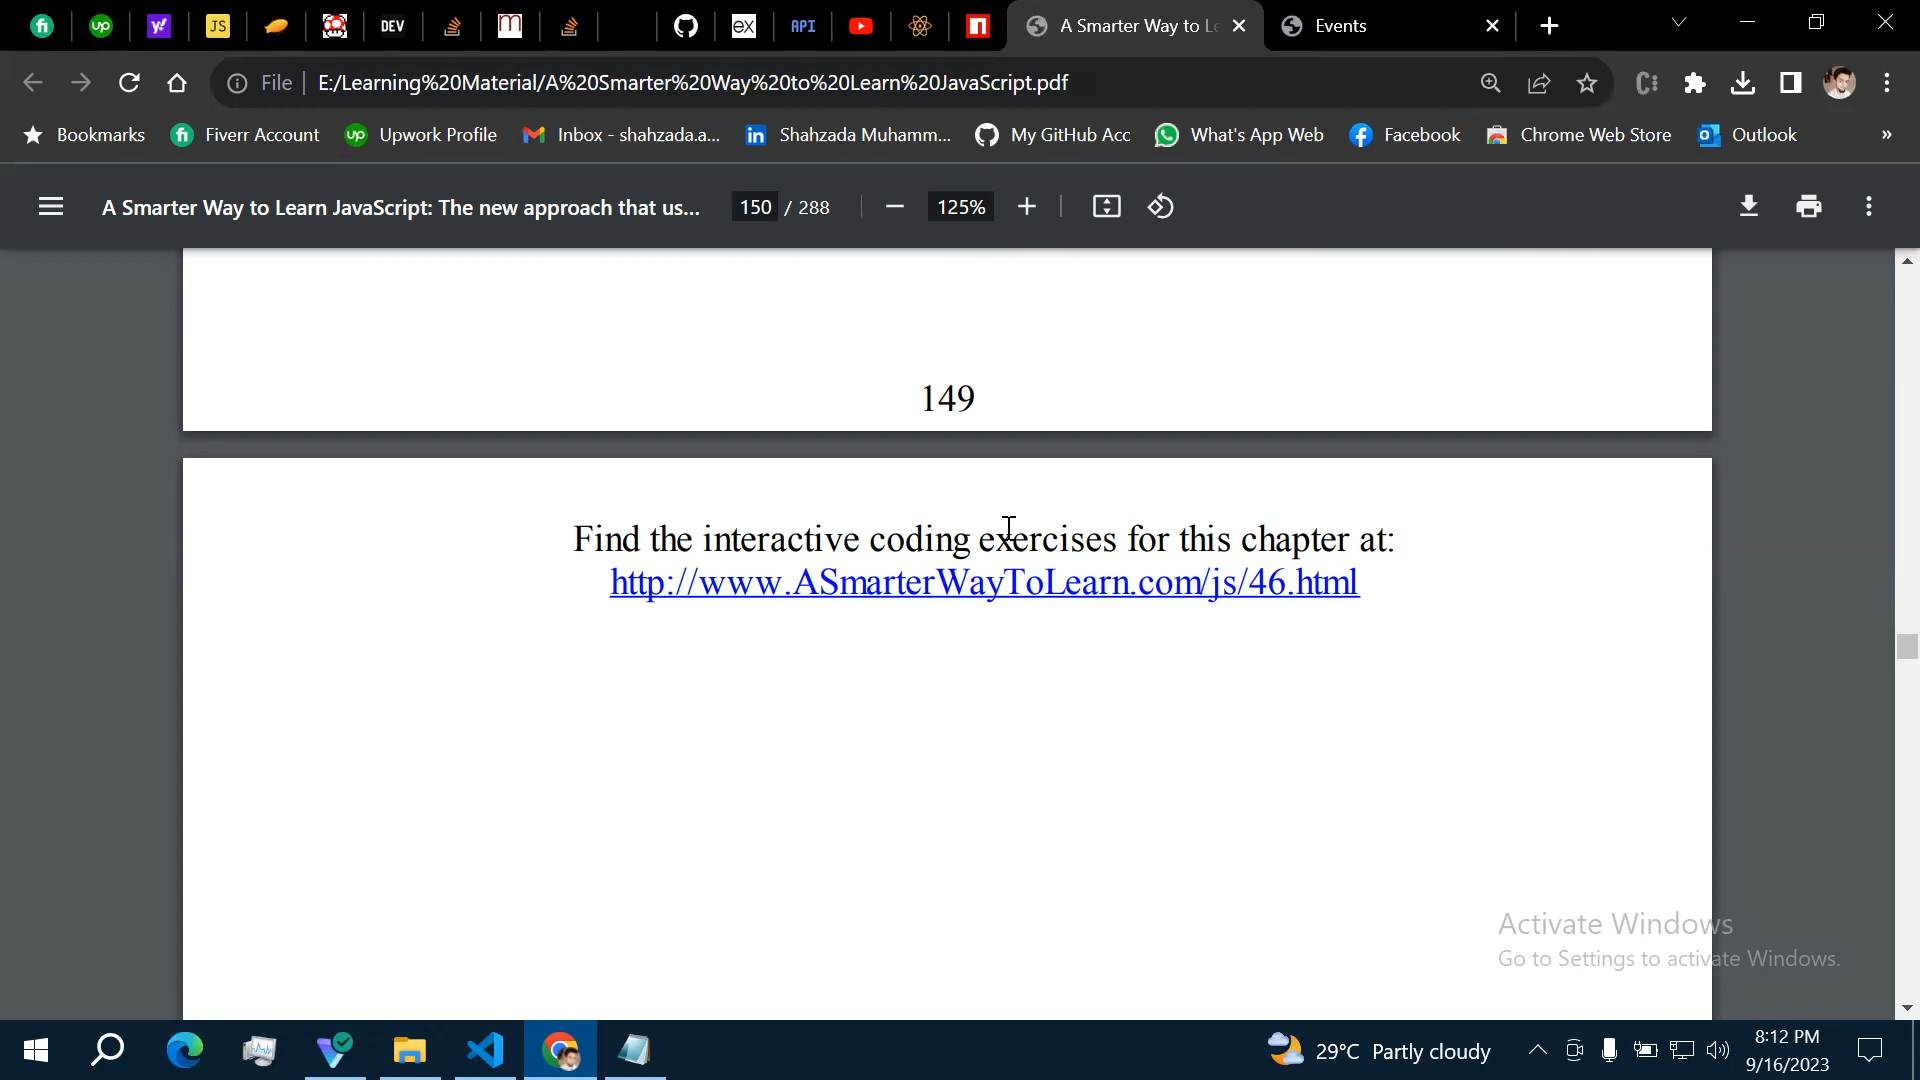 DEV
JS
m
ex
API
A Smarter Way to Le
Events
File
E:/Learning%20Material/A%20Smarter%20Way%20to%20Learn%20JavaScript.pdf
Bookmarks
Fiverr Account
Upwork Profile
Inbox - shahzada.a...
Shahzada Muhamm...
My GitHub Acc
What's App Web
Facebook
Chrome Web Store
Outlook
»
A Smarter Way to Learn JavaScript: The new approach that us...
150 / 288
125%
149
Find the interactive coding exercises for this chapter at:
http://www.ASmarterWayToLearn.com/js/46.html
Activate Windows
Go to Settings to activate Windows.
29°C Partly cloudy
8:12 PM
9/16/2023